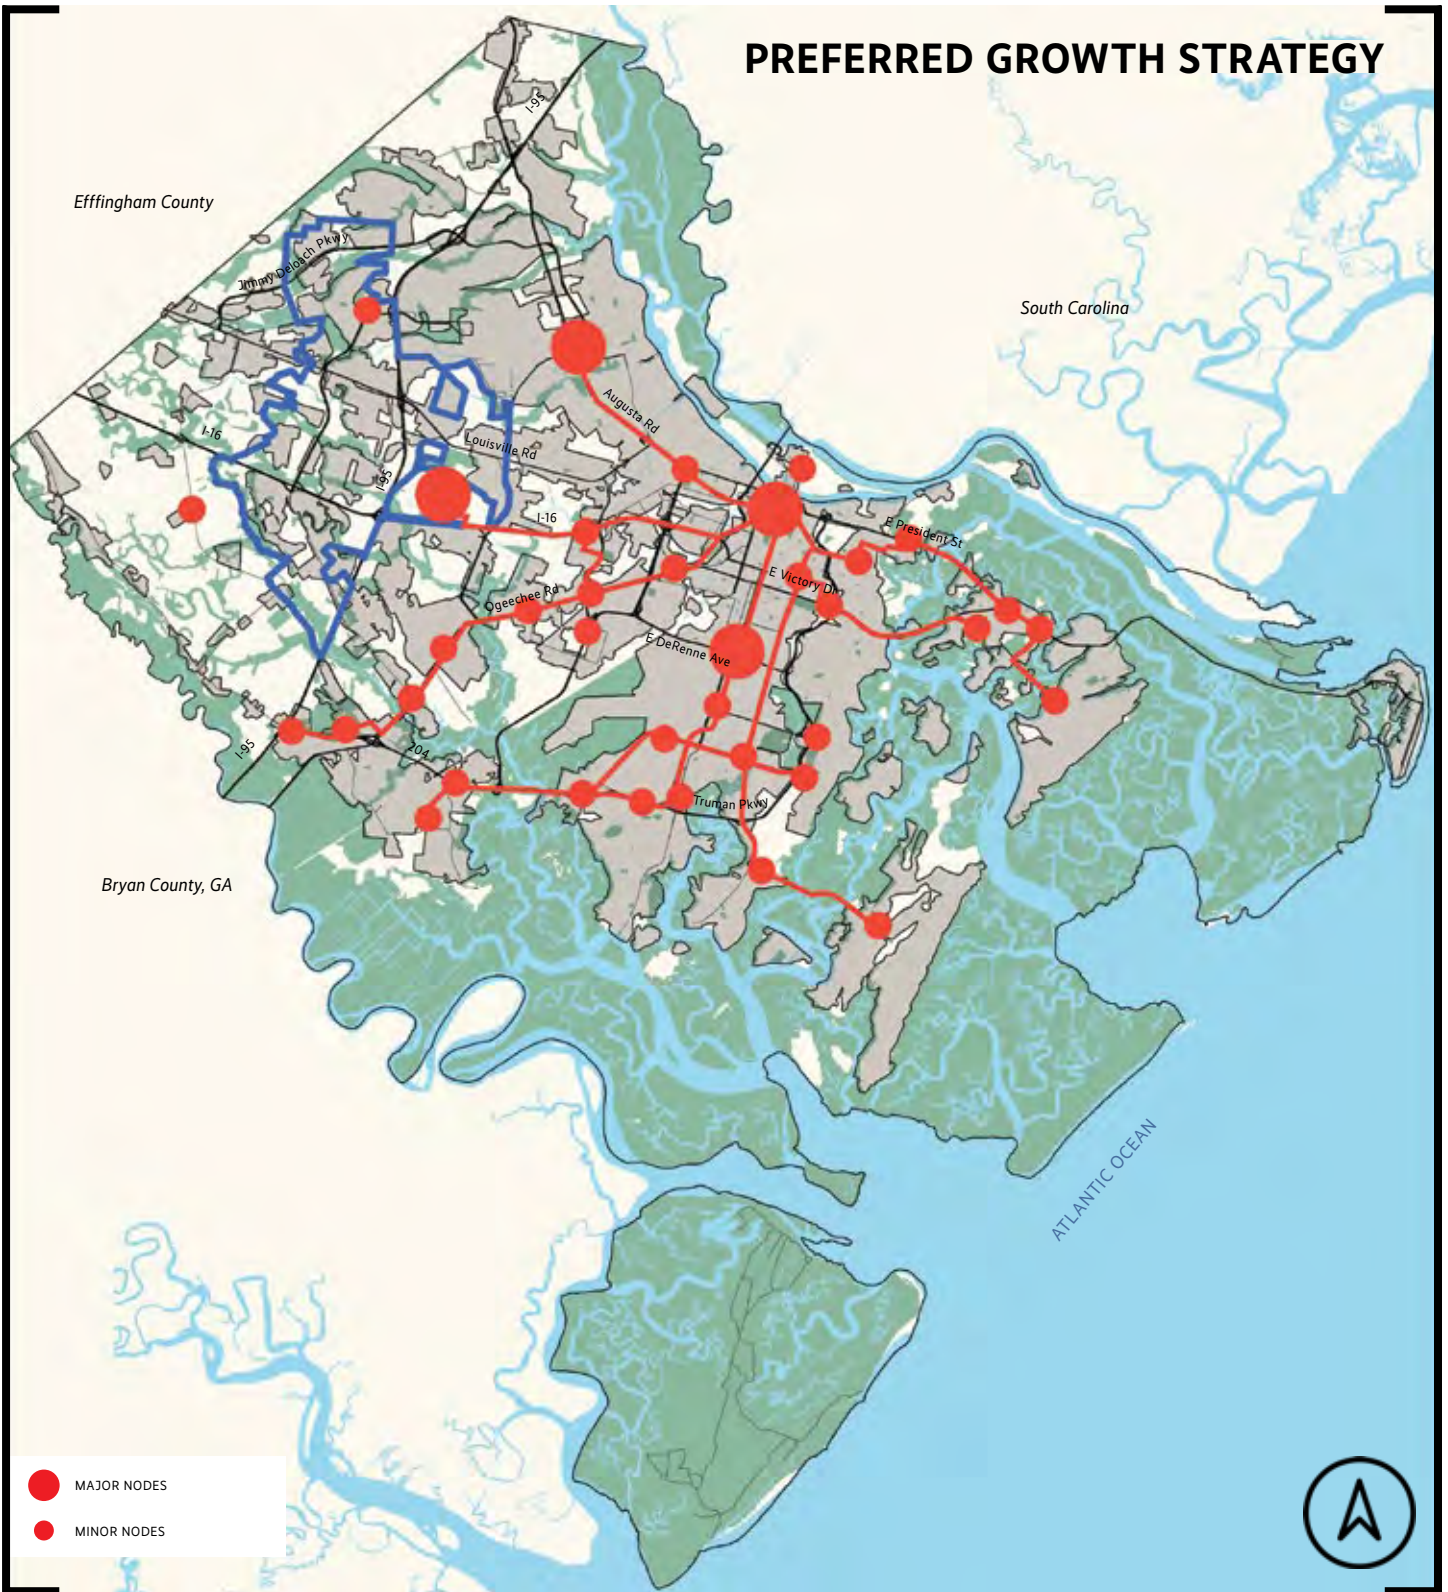 PREFERRED GROWTH STRATEGY
I-95
Efffingham County
Jimmy Deloach Pkwy
South Carolina
Augusta Rd
I-16
Louisville Rd
I-95
I-16
E President St
E Victory Dr
Ogeechee Rd
E DeRenne Ave
I-95
204
Truman Pkwy
Bryan County, GA
ATLANTIC OCEAN
MAJOR NODES
MINOR NODES